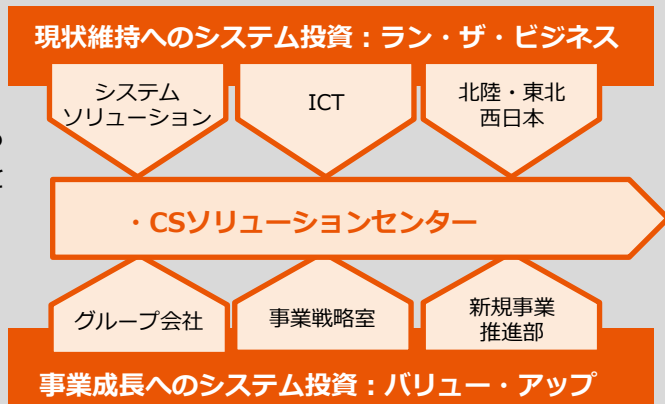 現状維持へのシステム投資：ラン・ザ・ビジネス
システム
ソリューション
ICT
北陸・東北
西日本
・CSソリューションセンター
グループ会社
事業戦略室
新規事業
推進部
事業成長へのシステム投資：バリュー・アップ